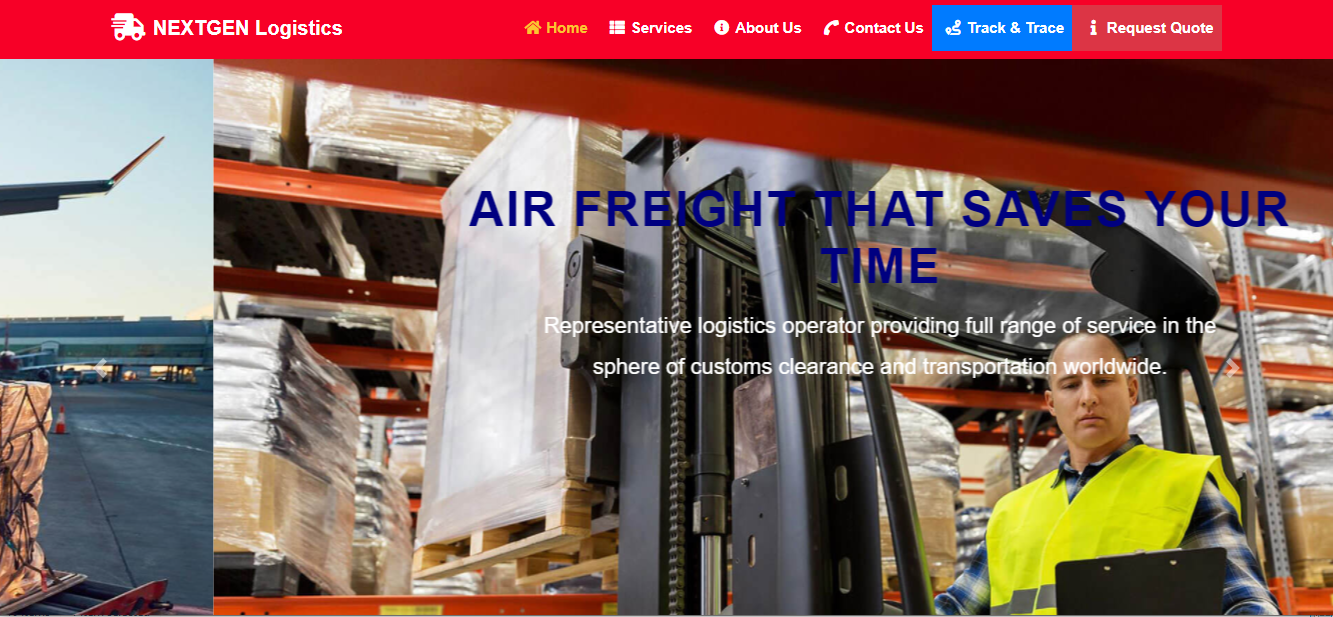 NEXTGEN Logistics
Home Services About Us Contact Us Track & Trace Request Quote
AIR FREIGHT THAT SAVES YOUR
TIME
Representative logistics operator providing full range of service in the
sphere of customs clearance and transportation worldwide.